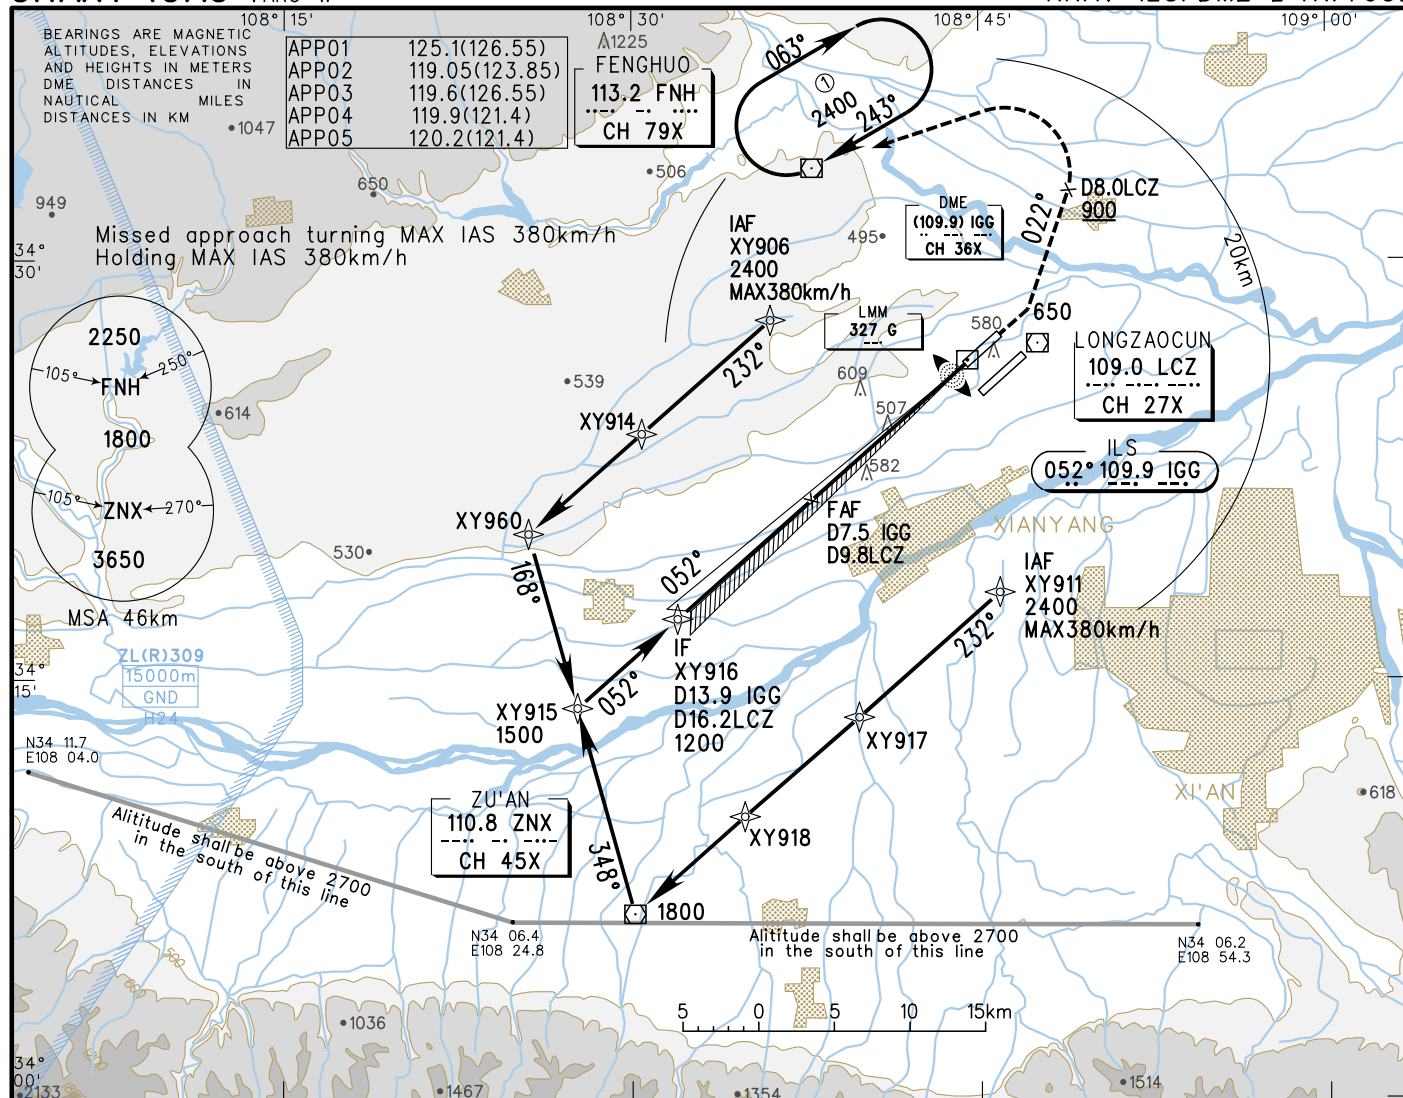 108° 15'
108° 30'
108° 45'
109° 00'
BEARINGS ARE MAGNETIC
ALTITUDES, ELEVATIONS
AND HEIGHTS IN METERS
DME DISTANCES IN
NAUTICAL MILES
DISTANCES IN KM
APP01 125.1(126.55)
APP02 119.05(123.85)
APP03 119.6(126.55)
APP04 119.9(121.4)
APP05 120.2(121.4)
1225
FENGHUO
113.2 FNH
CH 79X
063°
1
2400
243°
1047
506
650
949
Missed approach turning MAX IAS 380km/h
Holding MAX IAS 380km/h
34°
30'
IAF
XY906
2400
MAX380km/h
495
DME
(109.9) IGG
CH 36X
D8.0LCZ
900
022°
20km
650
LMM
327 G
580
LONGZAOCUN
109.0 LCZ
CH 27X
2250
105°
FNH
250°
1800
105°
ZNX
270°
3650
MSA 46km
614
539
609
507
582
232°
XY914
ILS
052° 109.9 IGG
XY960
530
168°
052°
FAF
D7.5 IGG
D9.8LCZ
XIANYANG
IAF
XY911
2400
MAX380km/h
232°
ZL(R)309
15000m
GND
H24
34°
15'
IF
XY916
D13.9 IGG
D16.2LCZ
1200
052°
XY915
1500
XY917
N34 11.7
E108 04.0
ZU'AN
110.8 ZNX
CH 45X
XI'AN
618
Alititude shall be above 2700
in the south of this line
XY918
348°
1800
N34 06.4
E108 24.8
Alititude shall be above 2700
in the south of this line
N34 06.2
E108 54.3
500
600
5 0 5 10 15km
1036
34°
00'
2133
1467
1354
1514